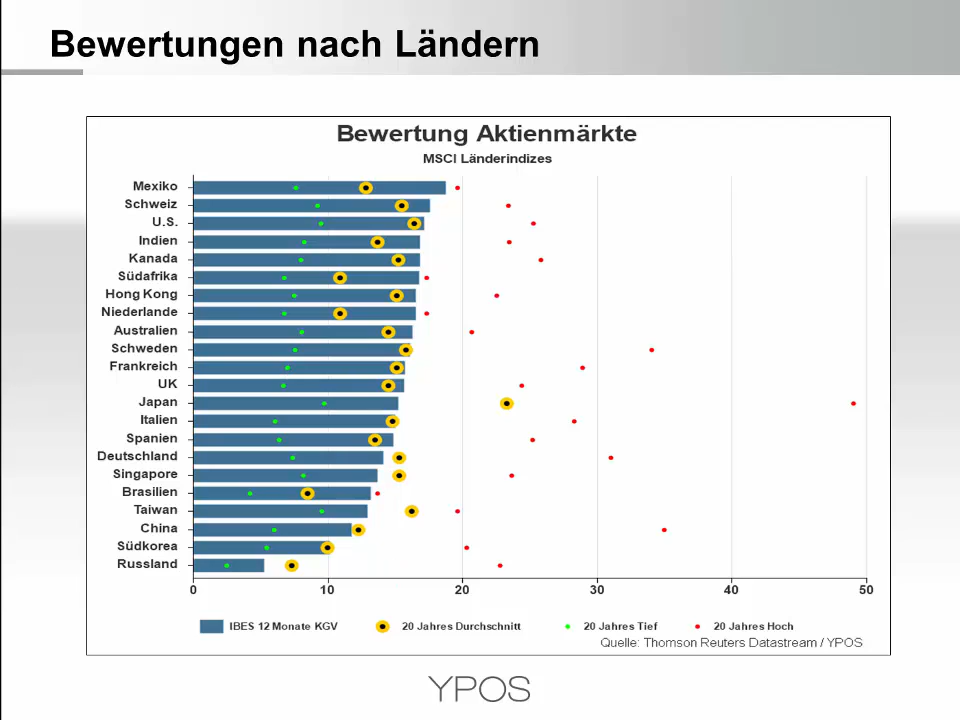 Bewertungen nach Ländern
Bewertung Aktienmärkte
MSCI Länderindizes
Mexiko
Schweiz
U.S.
Indien
Kanada
Südafrika
Hong Kong
Niederlande
Australien
Schweden
Frankreich
UK
Japan
Italien
Spanien
Deutschland
Singapore
Brasilien
Taiwan
China
Südkorea
Russland
0 10 20 30 40 50
IBES 12 Monate KGV 20 Jahres Durchschnitt 20 Jahres Tief 20 Jahres Hoch
Quelle: Thomson Reuters Datastream / YPOS
YPOS